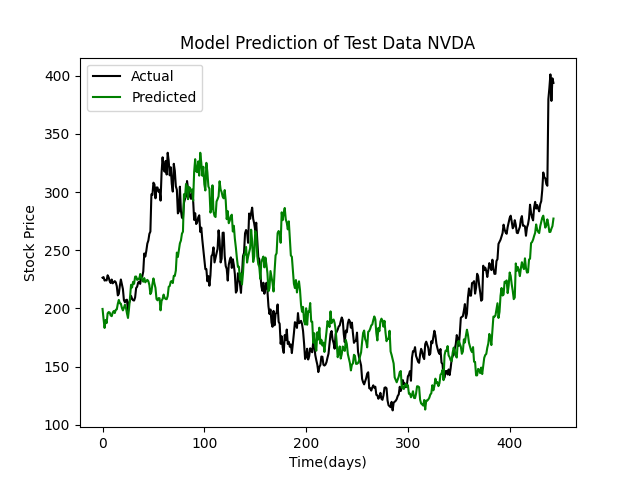 Model Prediction of Test Data NVDA
Actual
Predicted
400
350
300
250
200
150
100
Stock Price
0 100 200 300 400
Time(days)